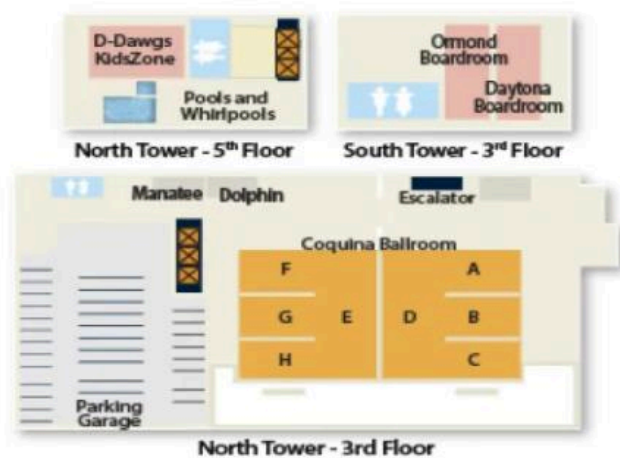 D-Dawgs
KidsZone
Pools and
Whirlpools
North Tower - 5th Floor
Ormond
Boardroom
Daytona
Boardroom
South Tower - 3rd Floor
Manatee Dolphin
Escalator
Coquina Ballroom
F
A
G
E
D
B
H
C
Parking
Garage
North Tower - 3rd Floor